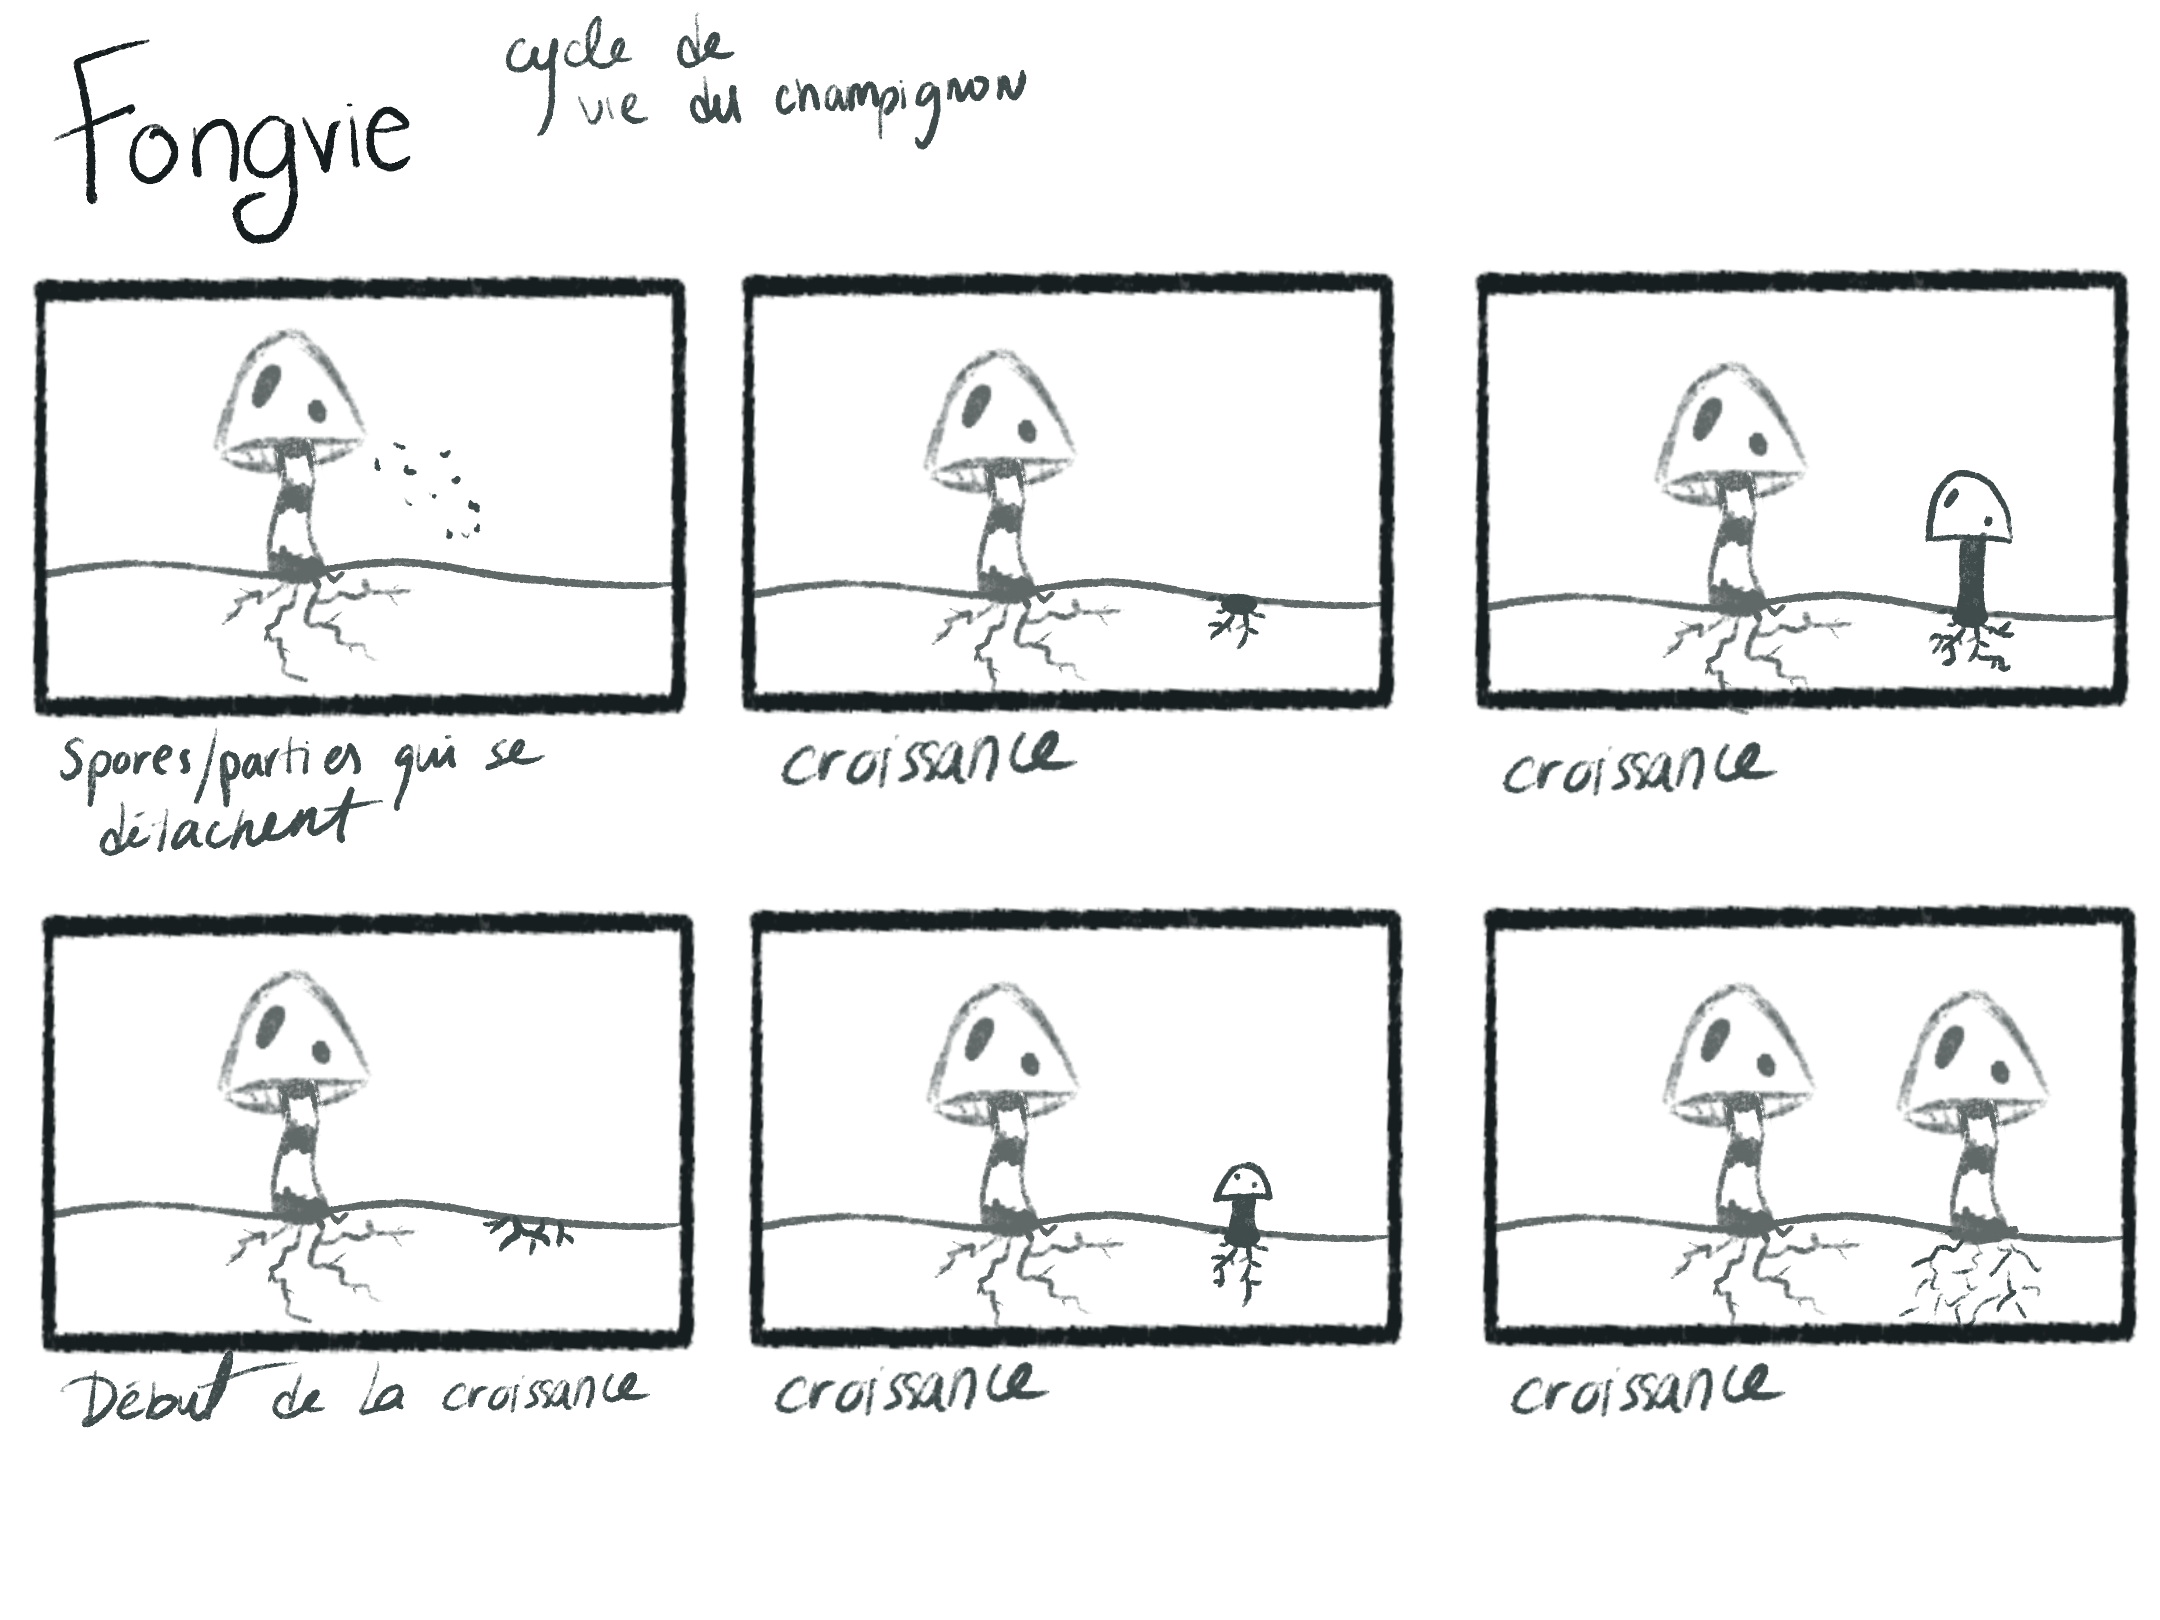 Fongvie
cycle de
vie du champignon
Spores/parties qui se
détachent
croissance
croissance
Début de la croissance
croissance
croissance